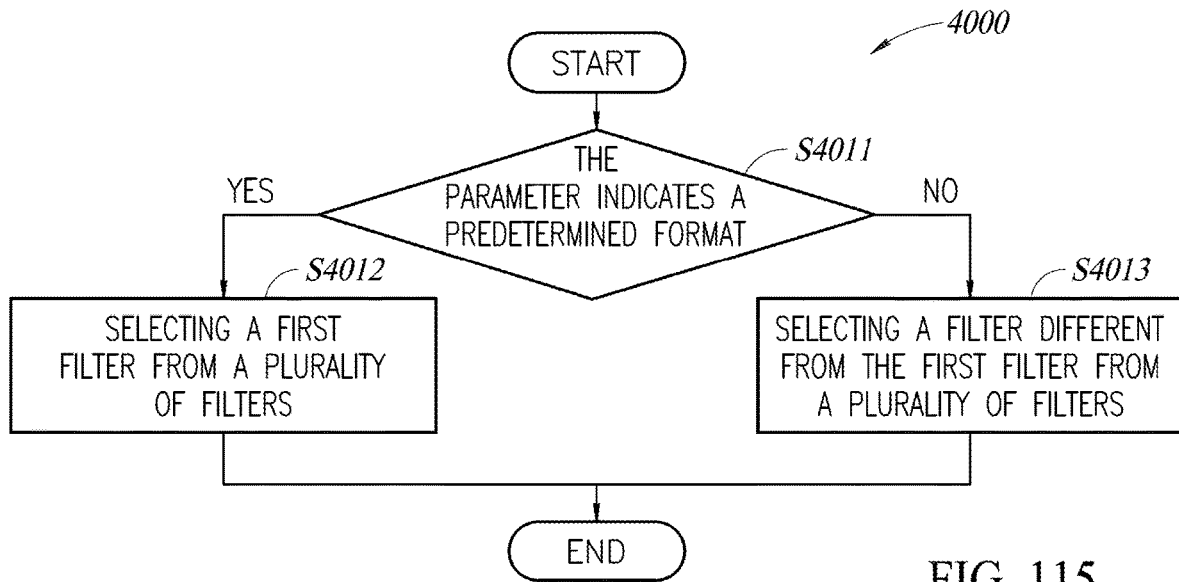 4000
START
S4011
THE
PARAMETER INDICATES A
PREDETERMINED FORMAT
YES
NO
S4012
S4013
SELECTING A FIRST
FILTER FROM A PLURALITY
OF FILTERS
SELECTING A FILTER DIFFERENT
FROM THE FIRST FILTER FROM
A PLURALITY OF FILTERS
END
FIG. 115